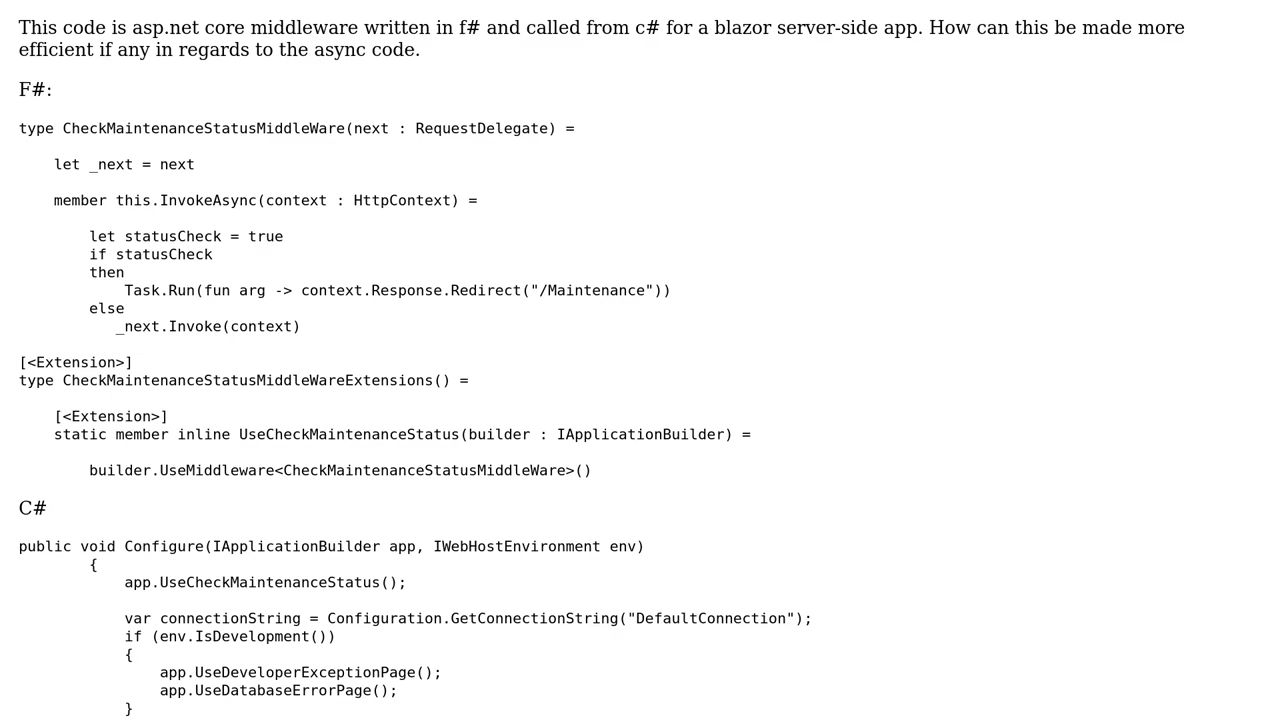 This code is asp.net core middleware written in f# and called from c# for a blazor server-side app. How can this be made more
efficient if any in regards to the async code.
F#:
type CheckMaintenanceStatusMiddleWare(next : RequestDelegate) =
    let _next = next
    member this.InvokeAsync(context : HttpContext) =
        let statusCheck = true
        if statusCheck
        then
            Task.Run(fun arg -> context.Response.Redirect("/Maintenance"))
        else
           _next.Invoke(context)
[<Extension>]
type CheckMaintenanceStatusMiddleWareExtensions() =
    [<Extension>]
    static member inline UseCheckMaintenanceStatus(builder : IApplicationBuilder) =
        builder.UseMiddleware<CheckMaintenanceStatusMiddleWare>()
C#
public void Configure(IApplicationBuilder app, IWebHostEnvironment env)
        {
            app.UseCheckMaintenanceStatus();
            var connectionString = Configuration.GetConnectionString("DefaultConnection");
            if (env.IsDevelopment())
            {
                app.UseDeveloperExceptionPage();
                app.UseDatabaseErrorPage();
            }